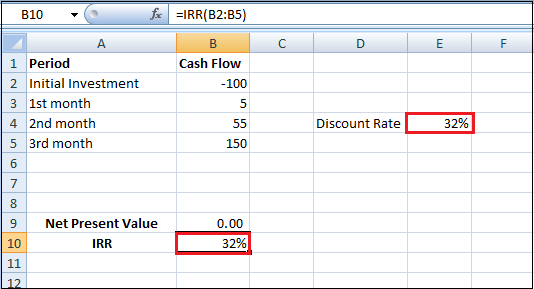 B10 fx =IRR(B2:B5)
A B C D E F
1 Period Cash Flow
2 Initial Investment -100
3 1st month 5
4 2nd month 55 Discount Rate 32%
5 3rd month 150
6
7
8
9 Net Present Value 0.00
10 IRR 32%
11
12